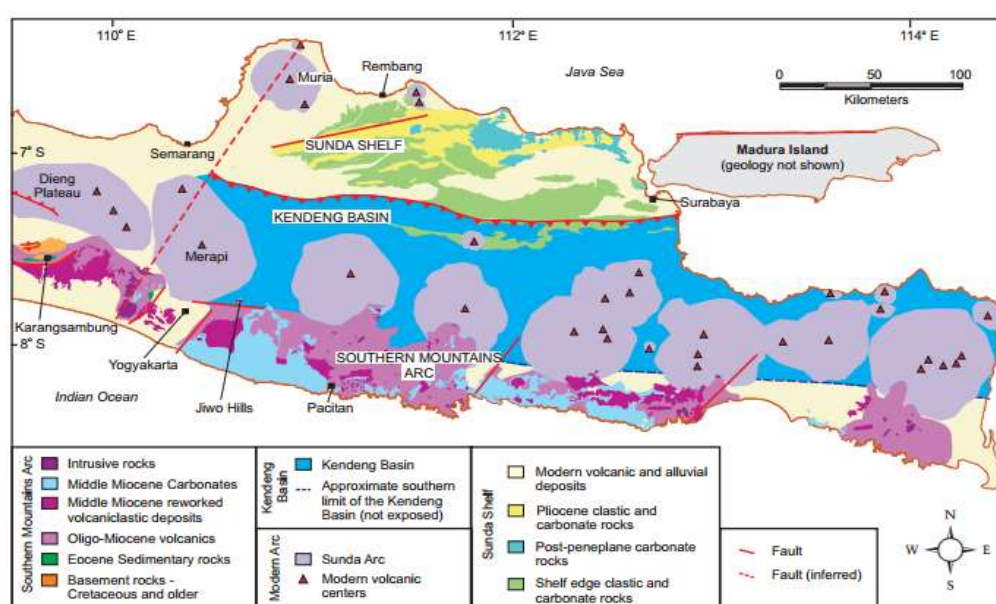 110° E
112° E
114° E
Muria
Rembang
Java Sea
0 50 100
Kilometers
SUNDA SHELF
Semarang
7° S
Madura Island
(geology not shown)
Dieng
Plateau
KENDENG BASIN
Surabaya
Merapi
Karangsambung
8° S
Yogyakarta
SOUTHERN MOUNTAINS
ARC
Indian Ocean
Jiwo Hills
Pacitan
Southern Mountains Arc
Intrusive rocks
Middle Miocene Carbonates
Middle Miocene reworked
volcaniclastic deposits
Oligo-Miocene volcanics
Eocene Sedimentary rocks
Basement rocks -
Cretaceous and older
Kendeng
Basin
Kendeng Basin
Approximate southern
limit of the Kendeng
Basin (not exposed)
Modern Arc
Sunda Arc
Modern volcanic
centers
Sunda Shelf
Modern volcanic and alluvial
deposits
Pliocene clastic and
carbonate rocks
Post-peneplane carbonate
rocks
Shelf edge clastic and
carbonate rocks
Fault
Fault (inferred)
N
W E
S